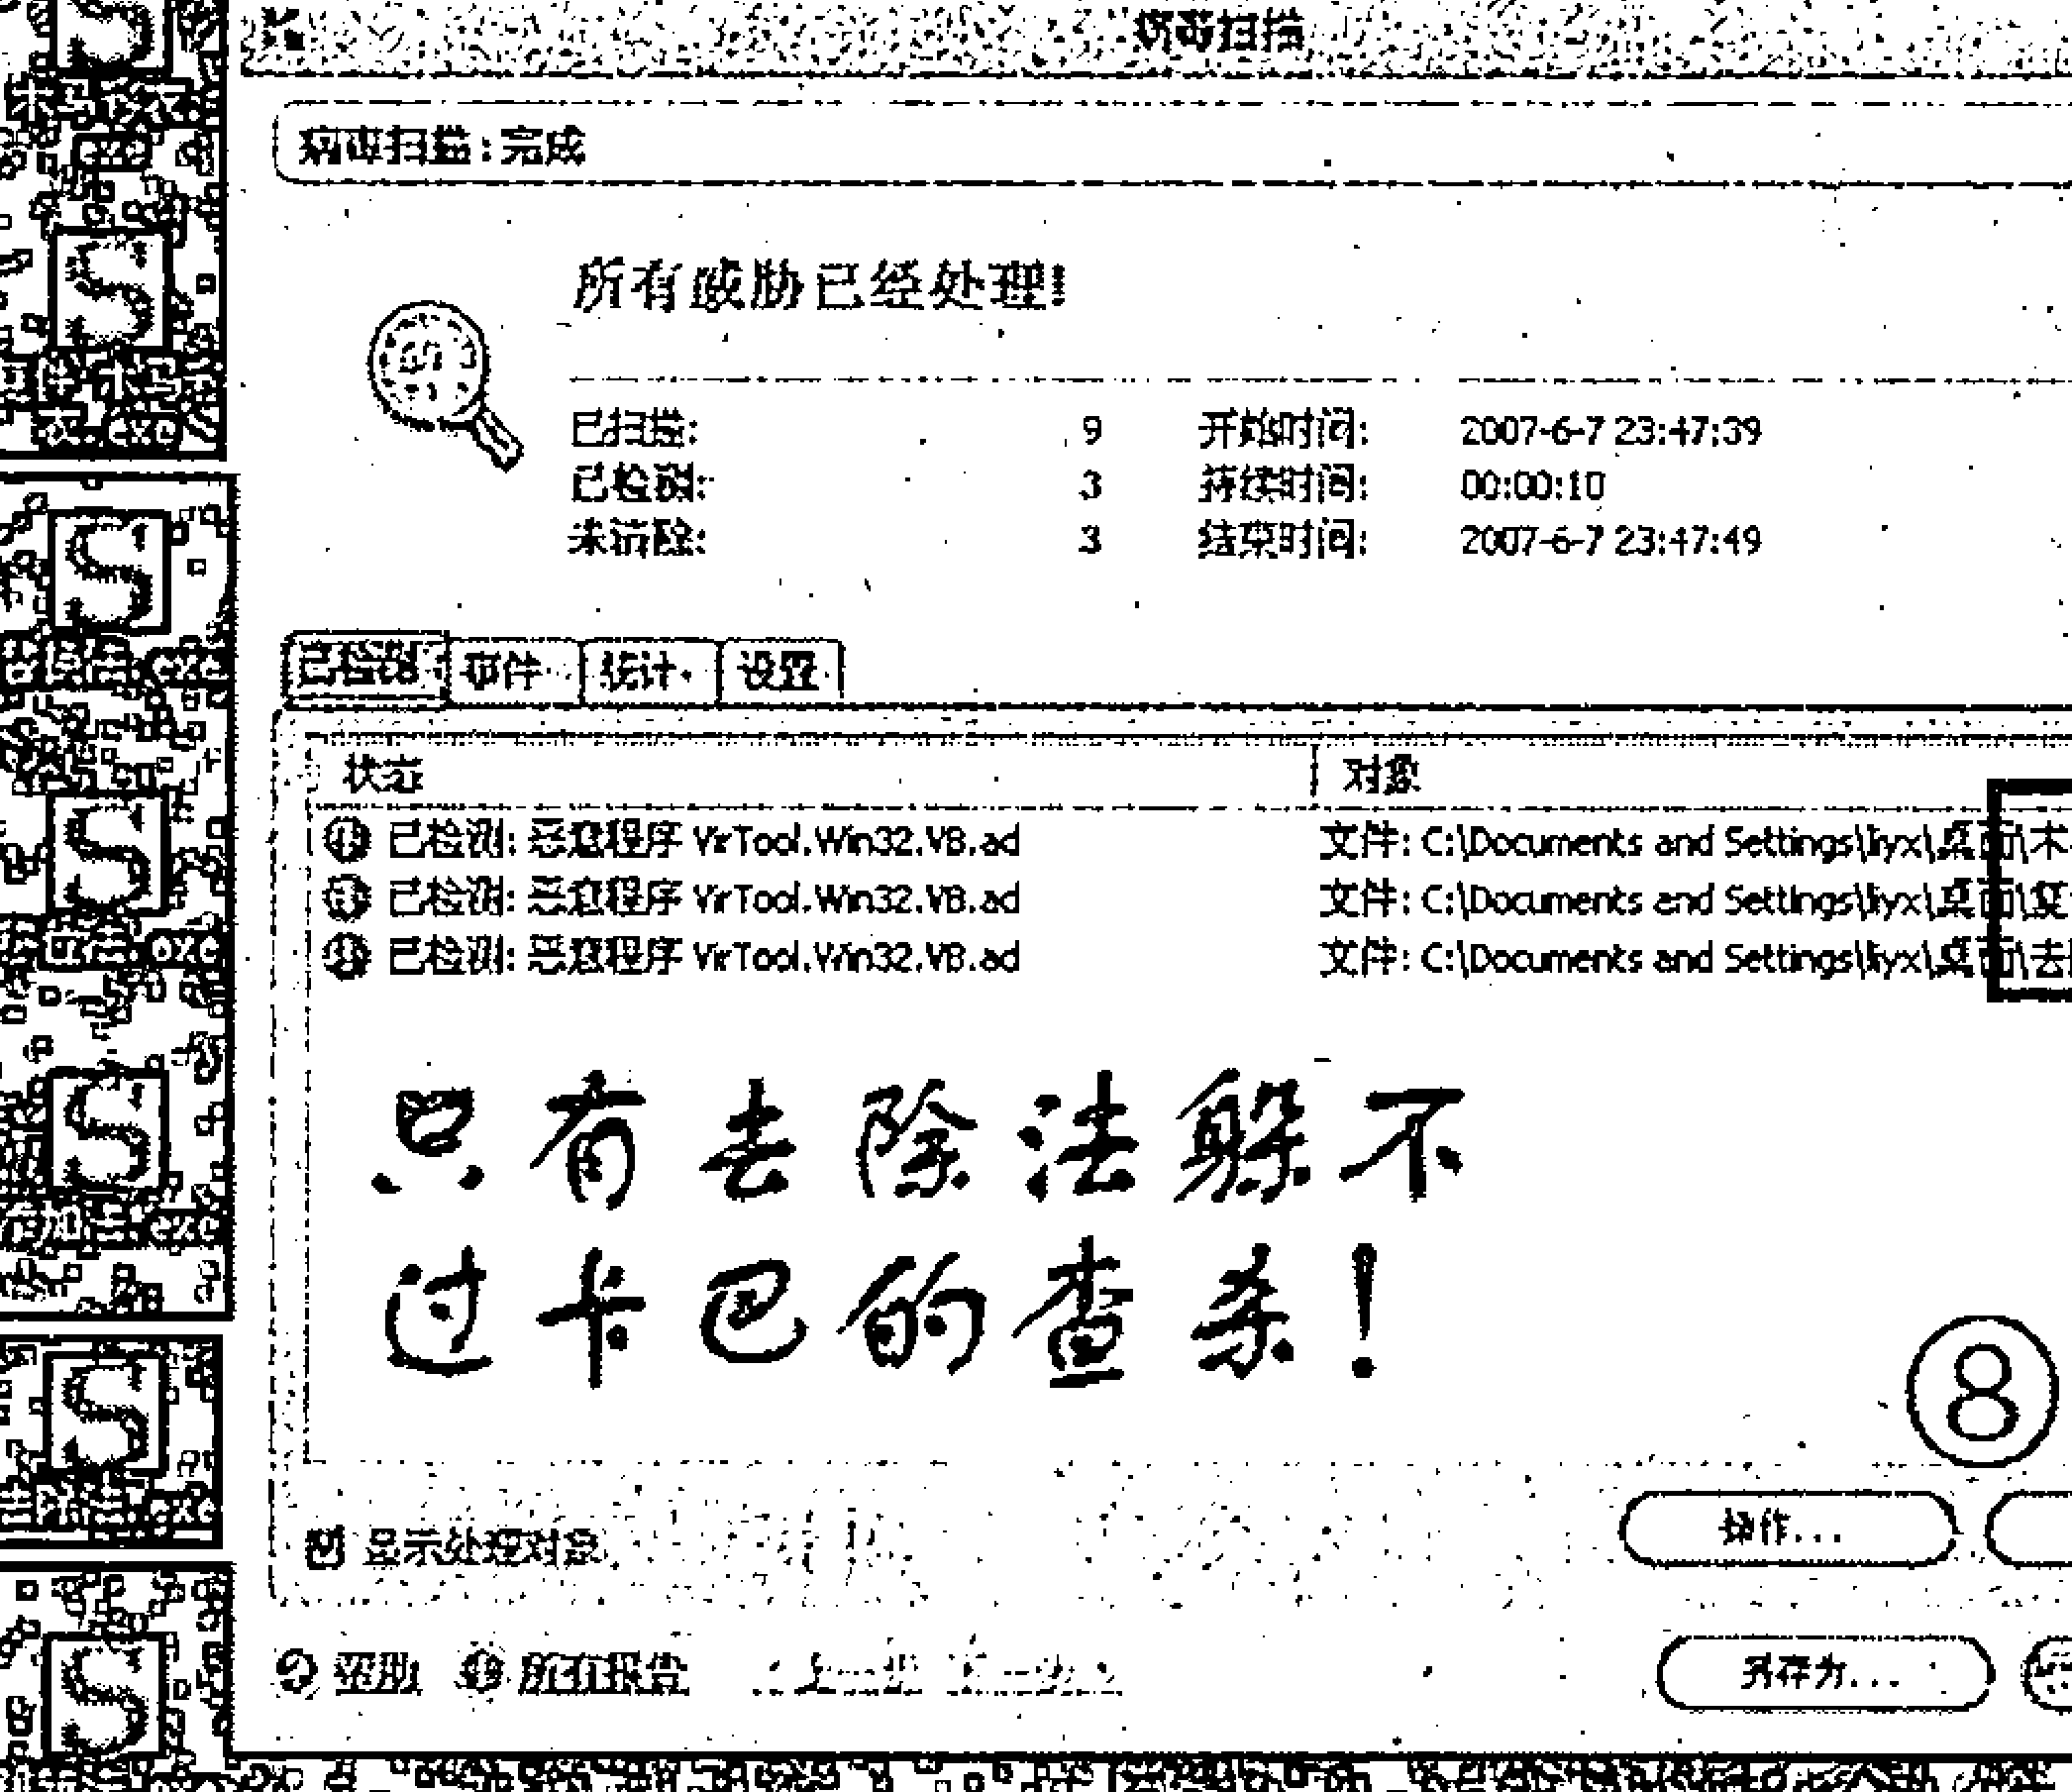 病毒扫描
病毒扫描:完成
所有威胁已经处理!
已扫描: 9 开始时间: 2007-6-7 23:47:39
已检测: 3 持续时间: 00:00:10
未清除: 3 结束时间: 2007-6-7 23:47:49
已检测 事件 统计 设置
状态 对象
已检测: 恶意程序 VirTool.Win32.VB.ad 文件: C:\Documents and Settings\liyx\桌面\未
已检测: 恶意程序 VirTool.Win32.VB.ad 文件: C:\Documents and Settings\liyx\桌面\
已检测: 恶意程序 VirTool.Win32.VB.ad 文件: C:\Documents and Settings\liyx\桌面\去
只有去除法躲不
过卡巴的查杀!
8
显示处理对象
操作...
帮助 所有报告 另存为...